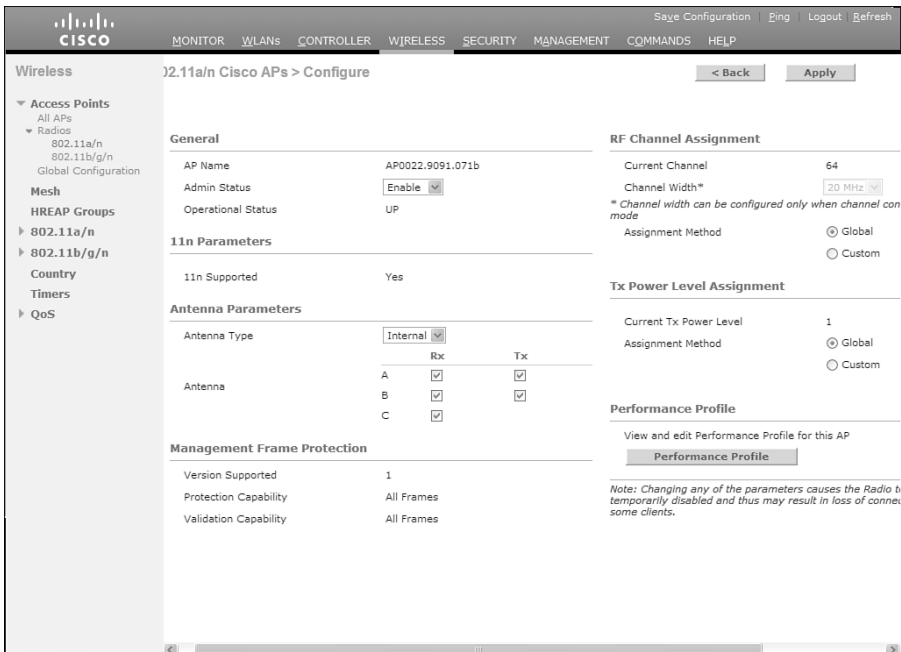 Save Configuration | Ping | Logout | Refresh
CISCO
MONITOR WLANs CONTROLLER WIRELESS SECURITY MANAGEMENT COMMANDS HELP
Wireless
Access Points
All APs
Radios
802.11a/n
802.11b/g/n
Global Configuration
Mesh
HREAP Groups
802.11a/n
802.11b/g/n
Country
Timers
QoS
02.11a/n Cisco APs > Configure
< Back
Apply
General
AP Name AP0022.9091.071b
Admin Status Enable
Operational Status UP
11n Parameters
11n Supported Yes
Antenna Parameters
Antenna Type Internal
Rx Tx
Antenna
A
B
C
Management Frame Protection
Version Supported 1
Protection Capability All Frames
Validation Capability All Frames
RF Channel Assignment
Current Channel 64
Channel Width* 20 MHz
* Channel width can be configured only when channel con
mode
Assignment Method Global
Custom
Tx Power Level Assignment
Current Tx Power Level 1
Assignment Method Global
Custom
Performance Profile
View and edit Performance Profile for this AP
Performance Profile
Note: Changing any of the parameters causes the Radio t
temporarily disabled and thus may result in loss of conne
some clients.